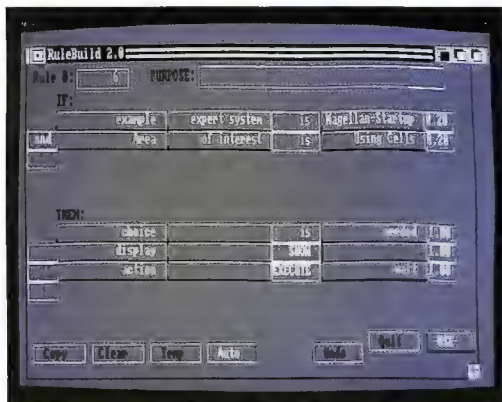 RuleBuild 2.0
Rule #: 6 PURPOSE:
IF:
example expert system is Magellan-Startup
and Area of interest is Using Cells
THEN:
choice is
display SHOW
action EXECUTE
Copy Clear Temp Auto Undo Quit